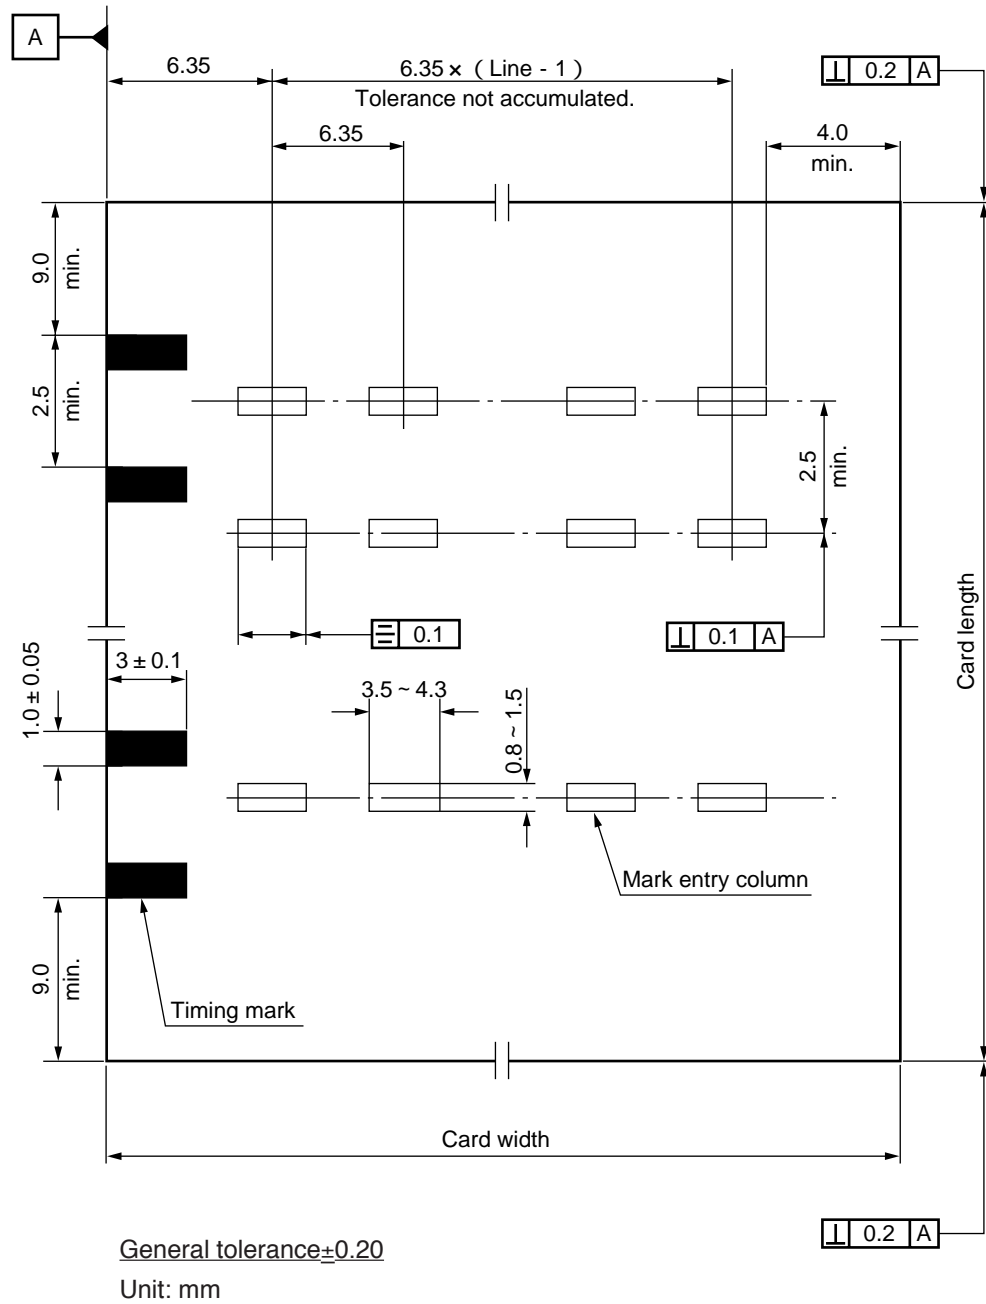 A
6.35
6.35 × ( Line - 1 )
Tolerance not accumulated.
⊥ 0.2 A
6.35
4.0
min.
9.0
min.
2.5
min.
2.5
min.
⌯ 0.1
⊥ 0.1 A
Card length
3 ± 0.1
1.0 ± 0.05
3.5 ~ 4.3
0.8 ~ 1.5
Mark entry column
9.0
min.
Timing mark
Card width
⊥ 0.2 A
General tolerance±0.20
Unit: mm